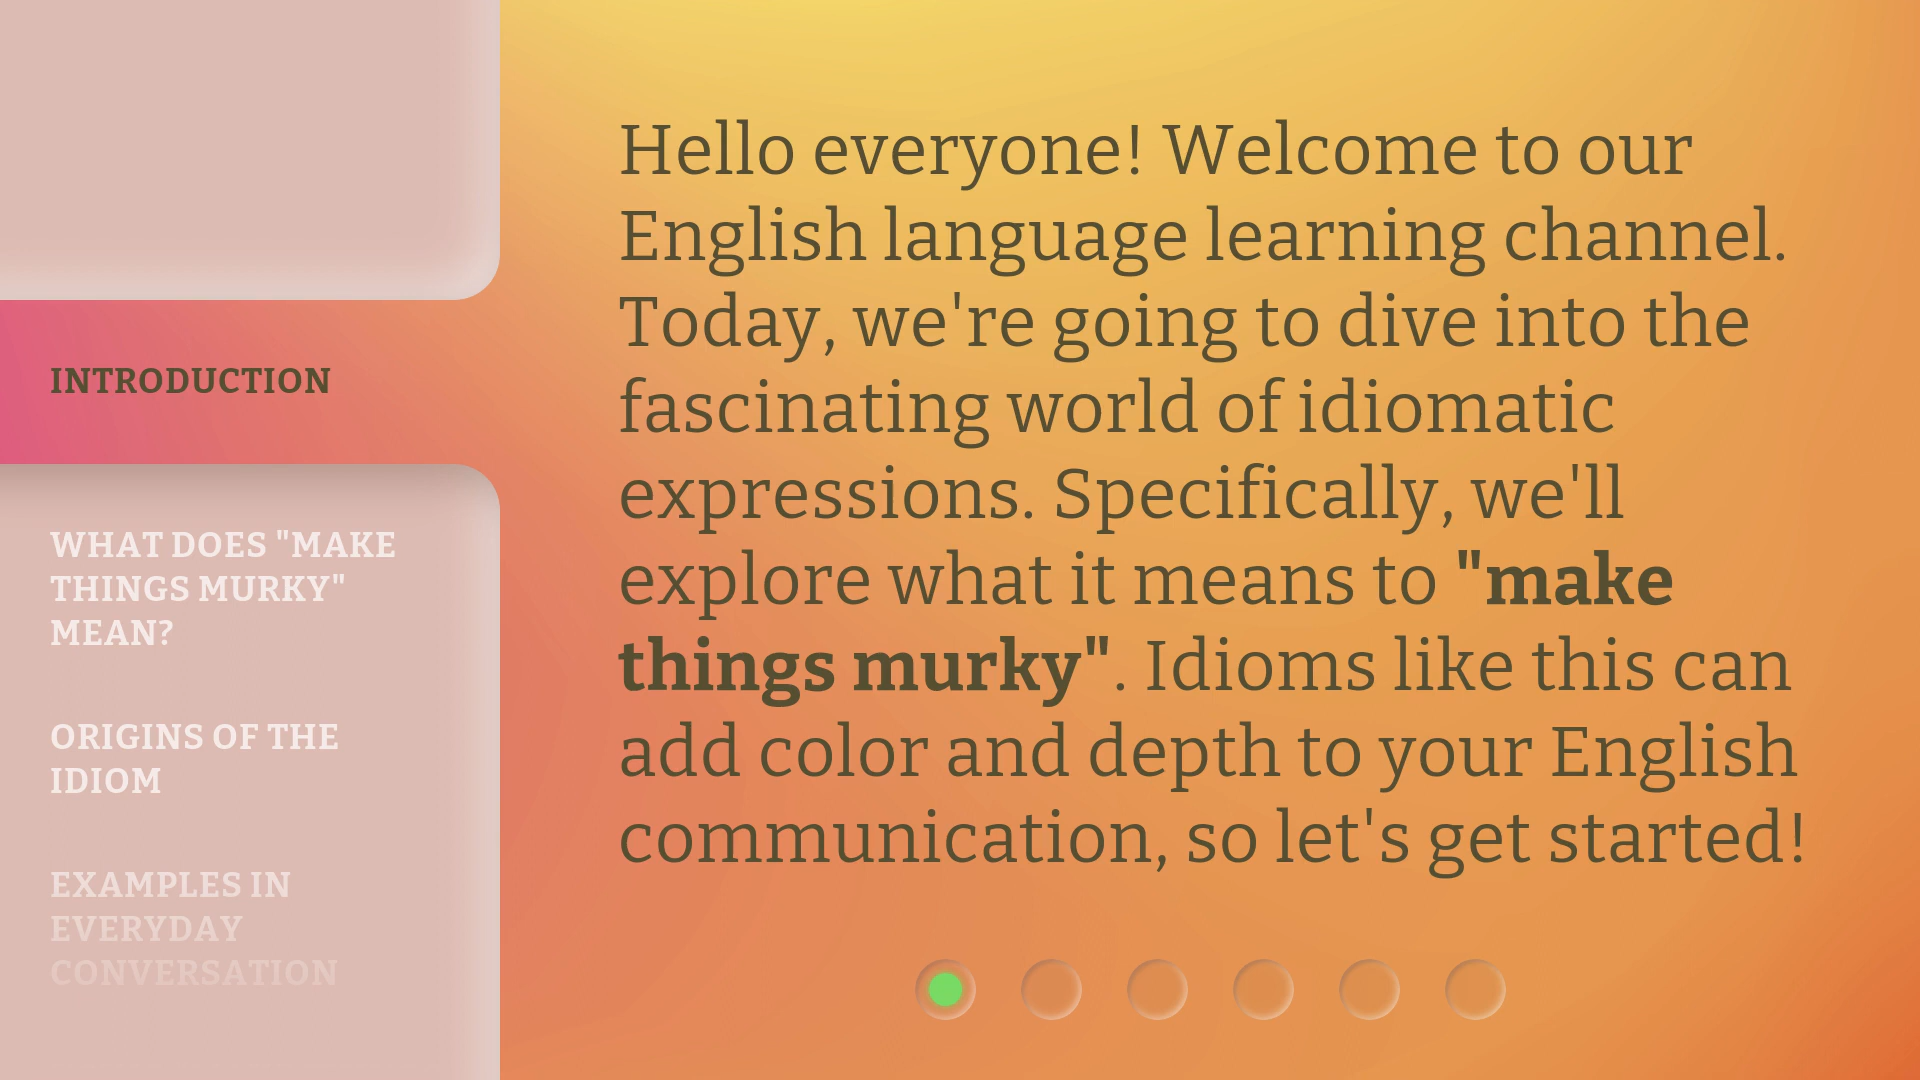 INTRODUCTION
WHAT DOES "MAKE
THINGS MURKY"
MEAN?
ORIGINS OF THE
IDIOM
EXAMPLES IN
EVERYDAY
CONVERSATION
Hello everyone! Welcome to our
English language learning channel.
Today, we're going to dive into the
fascinating world of idiomatic
expressions. Specifically, we'll
explore what it means to "make
things murky". Idioms like this can
add color and depth to your English
communication, so let's get started!